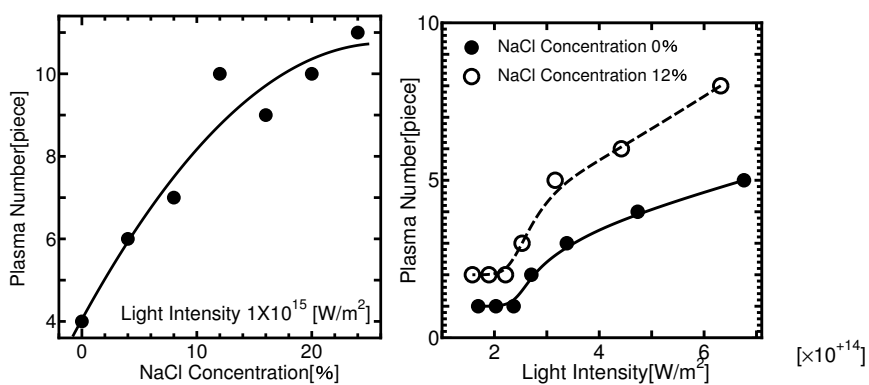 Plasma Number[piece]
10
8
6
4
0
10
20
Light Intensity 1X10^15 [W/m^2]
NaCl Concentration[%]
Plasma Number[piece]
10
5
0
NaCl Concentration 0%
NaCl Concentration 12%
2
4
6
Light Intensity[W/m^2]
[×10^+14]